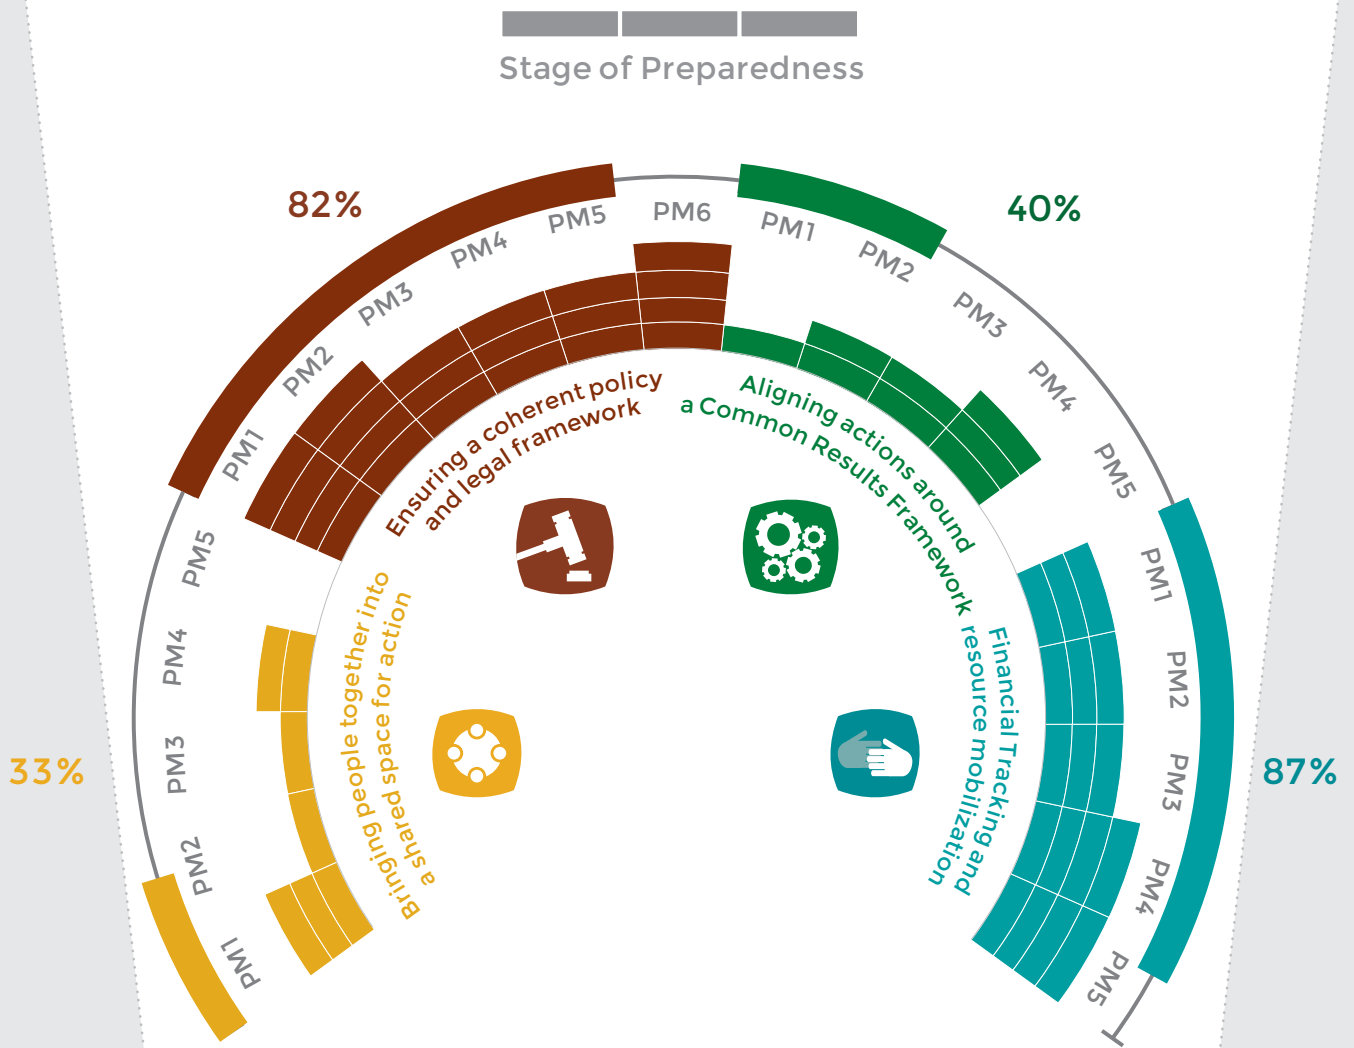 Stage of Preparedness
82%
40%
33%
87%
PM1
PM2
PM3
PM4
PM5
PM1
PM2
PM3
PM4
PM5
PM6
PM1
PM2
PM3
PM4
PM5
PM1
PM2
PM3
PM4
PM5
Bringing people together into
a shared space for action
Ensuring a coherent policy
and legal framework
Aligning actions around
a Common Results Framework
Financial Tracking and
resource mobilization